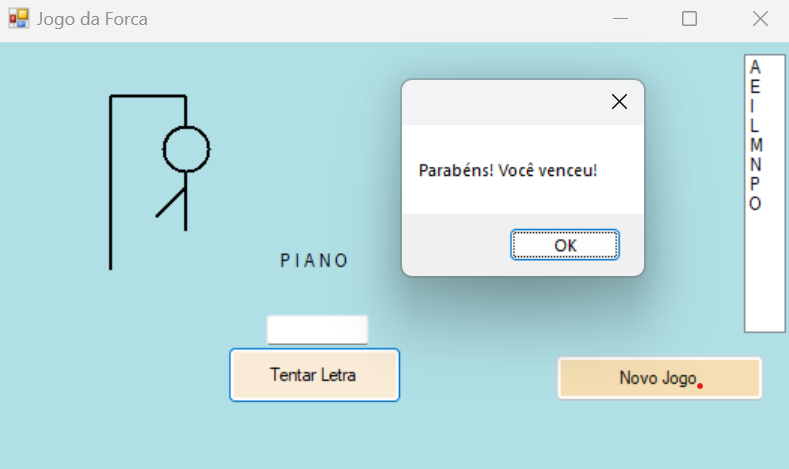 Jogo da Forca
A
E
I
L
M
N
P
O
Parabéns! Você venceu!
OK
P I A N O
Tentar Letra
Novo Jogo